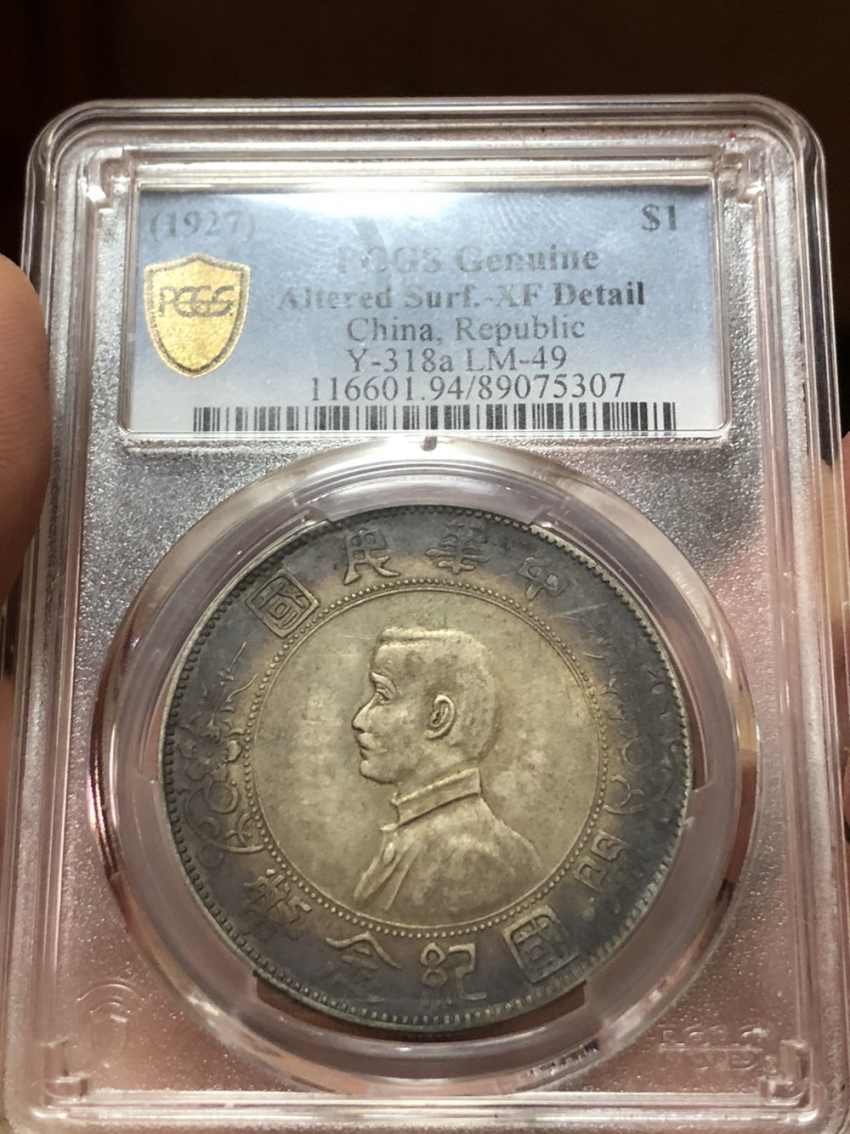 (1927) $1
PCGS Genuine
PCGS
Altered Surf.-XF Detail
China, Republic
Y-318a LM-49
116601.94/89075307
中華民國
開國紀念幣